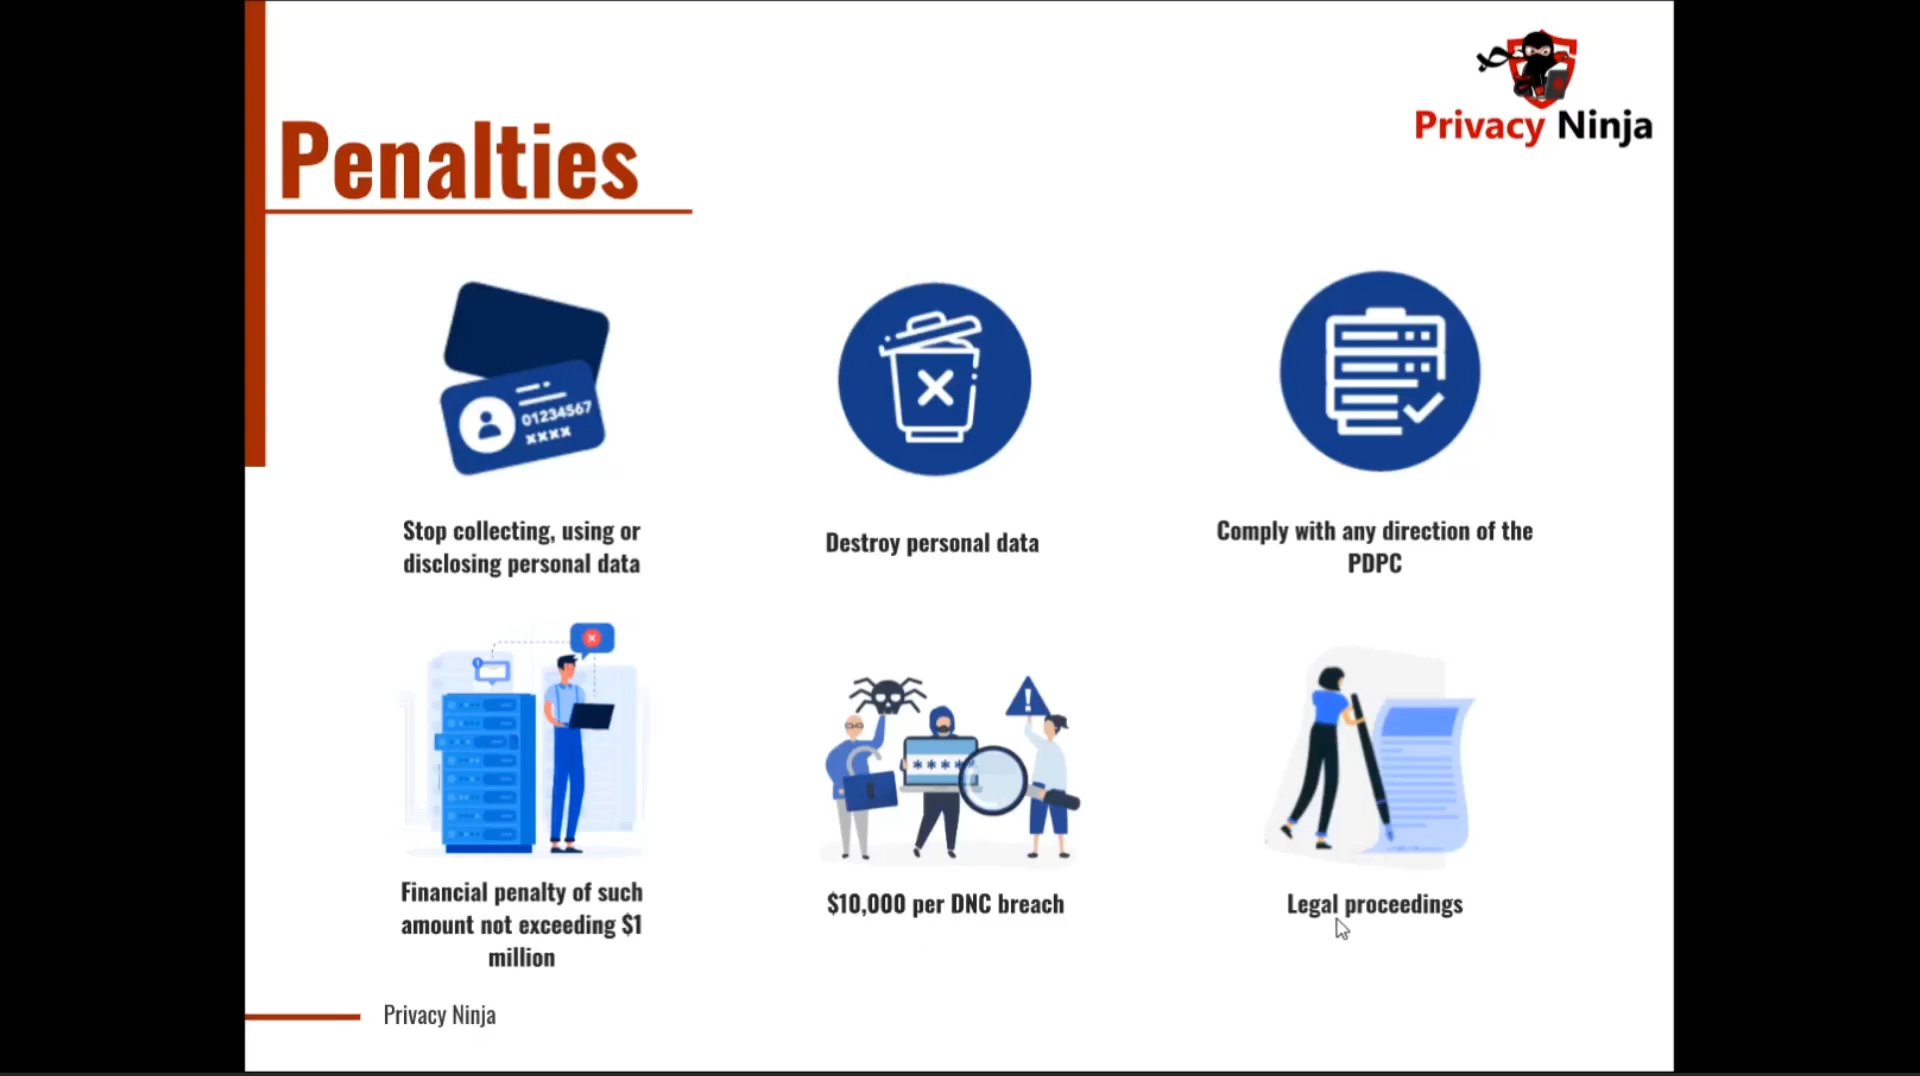 Privacy Ninja
Penalties
01234567
xxxx
Stop collecting, using or
disclosing personal data
Destroy personal data
Comply with any direction of the
PDPC
****
Financial penalty of such
amount not exceeding $1
million
$10,000 per DNC breach
Legal proceedings
Privacy Ninja